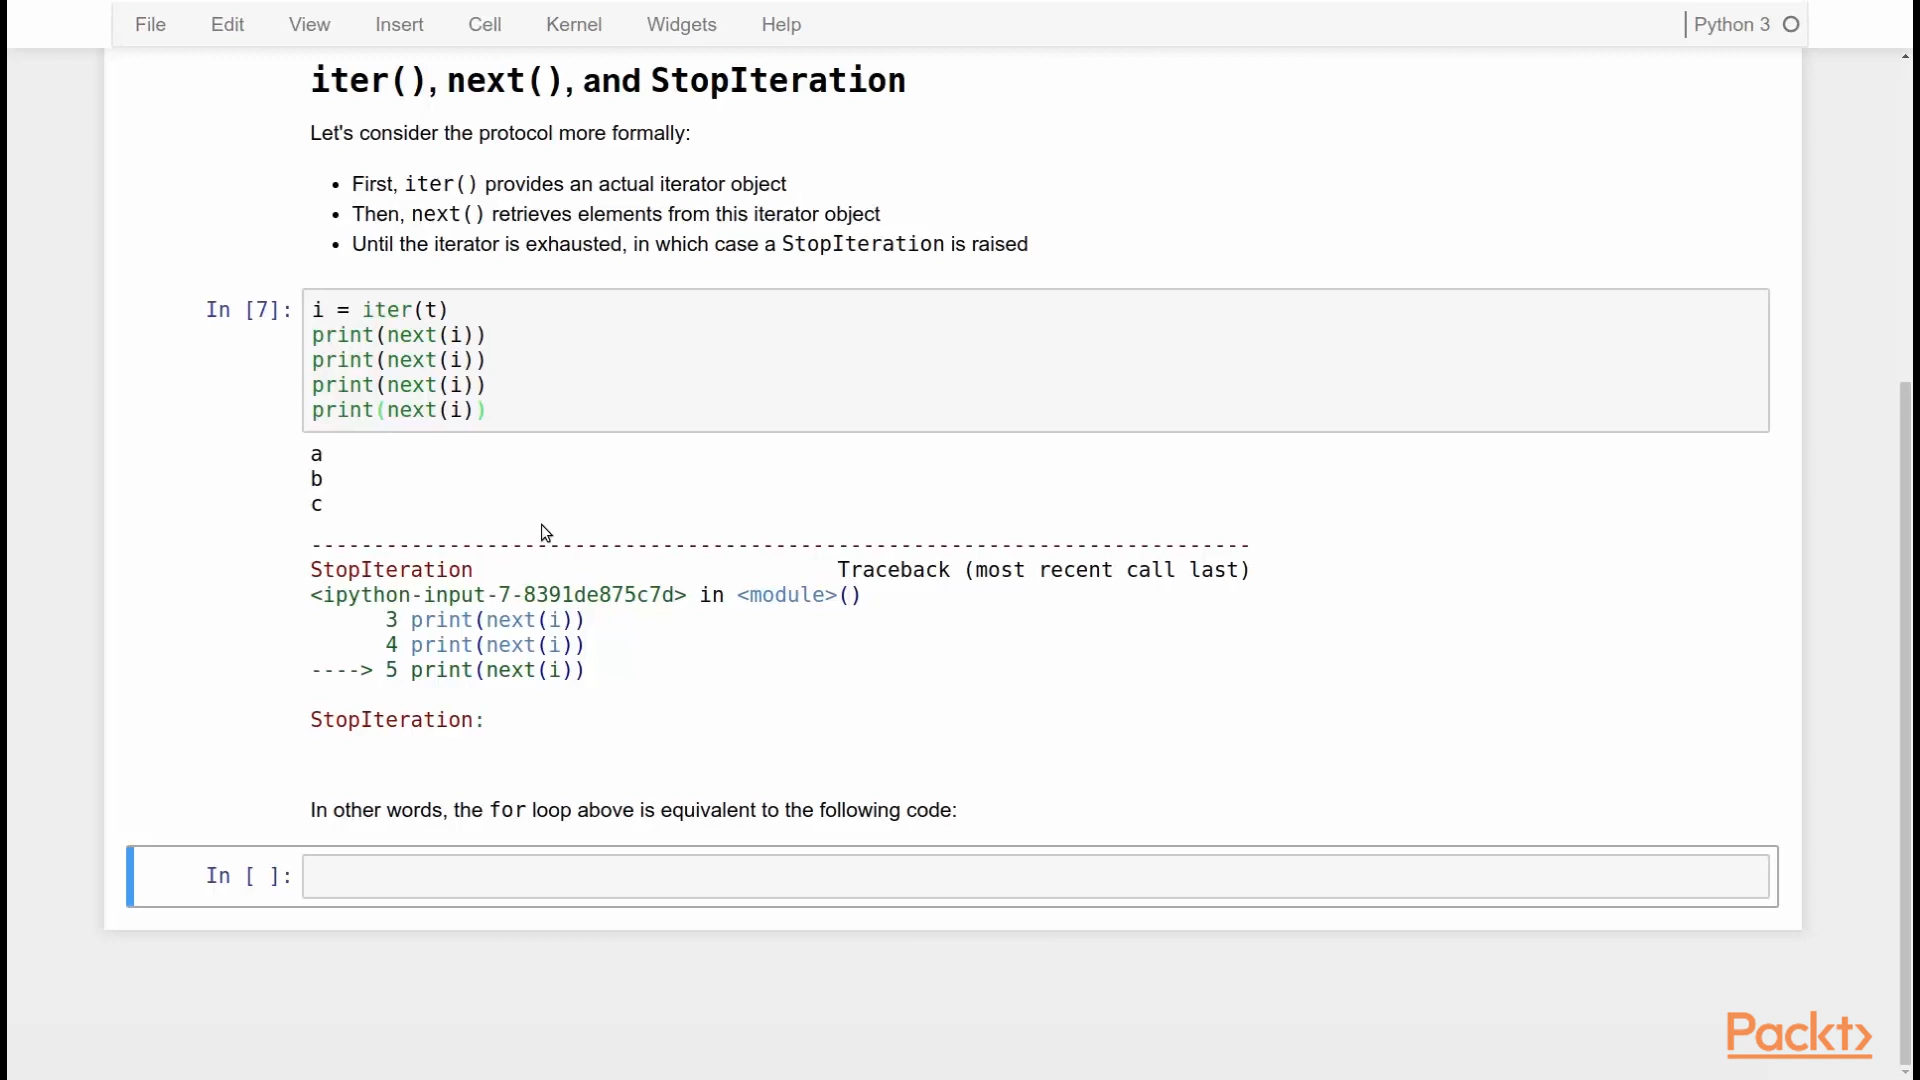 File Edit View Insert Cell Kernel Widgets Help Python 3
iter(), next(), and StopIteration
Let's consider the protocol more formally:
• First, iter() provides an actual iterator object
• Then, next() retrieves elements from this iterator object
• Until the iterator is exhausted, in which case a StopIteration is raised
In [7]: i = iter(t)
print(next(i))
print(next(i))
print(next(i))
print(next(i))
a
b
c
---------------------------------------------------------------------------
StopIteration Traceback (most recent call last)
<ipython-input-7-8391de875c7d> in <module>()
3 print(next(i))
4 print(next(i))
----> 5 print(next(i))
StopIteration:
In other words, the for loop above is equivalent to the following code:
In [ ]:
Packt>